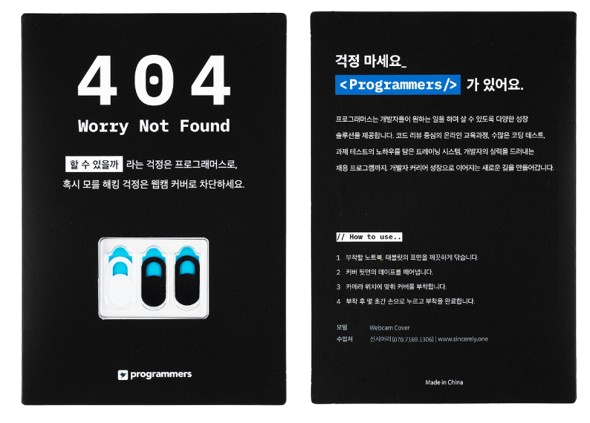 404
Worry Not Found
할 수 있을까 라는 걱정은 프로그래머스로,
혹시 모를 해킹 걱정은 웹캠 커버로 차단하세요.
programmers
걱정 마세요_
<Programmers/> 가 있어요.
프로그래머스는 개발자들이 원하는 일을 하며 살 수 있도록 다양한 성장
솔루션을 제공합니다. 코드 리뷰 중심의 온라인 교육과정, 수많은 코딩 테스트,
과제 테스트의 노하우를 담은 트레이닝 시스템, 개발자의 실력을 드러내는
채용 프로그램까지. 개발자 커리어 성장으로 이어지는 새로운 길을 만들어갑니다.
// How to use..
1 부착할 노트북, 태블릿의 표면을 깨끗하게 닦습니다.
2 커버 뒷면의 테이프를 떼어냅니다.
3 카메라 위치에 맞춰 커버를 부착합니다.
4 부착 후 몇 초간 손으로 누르고 부착을 완료합니다.
모델 Webcam Cover
수입처 신시어리(070.7169.1306) | www.sincerely.one
Made in China